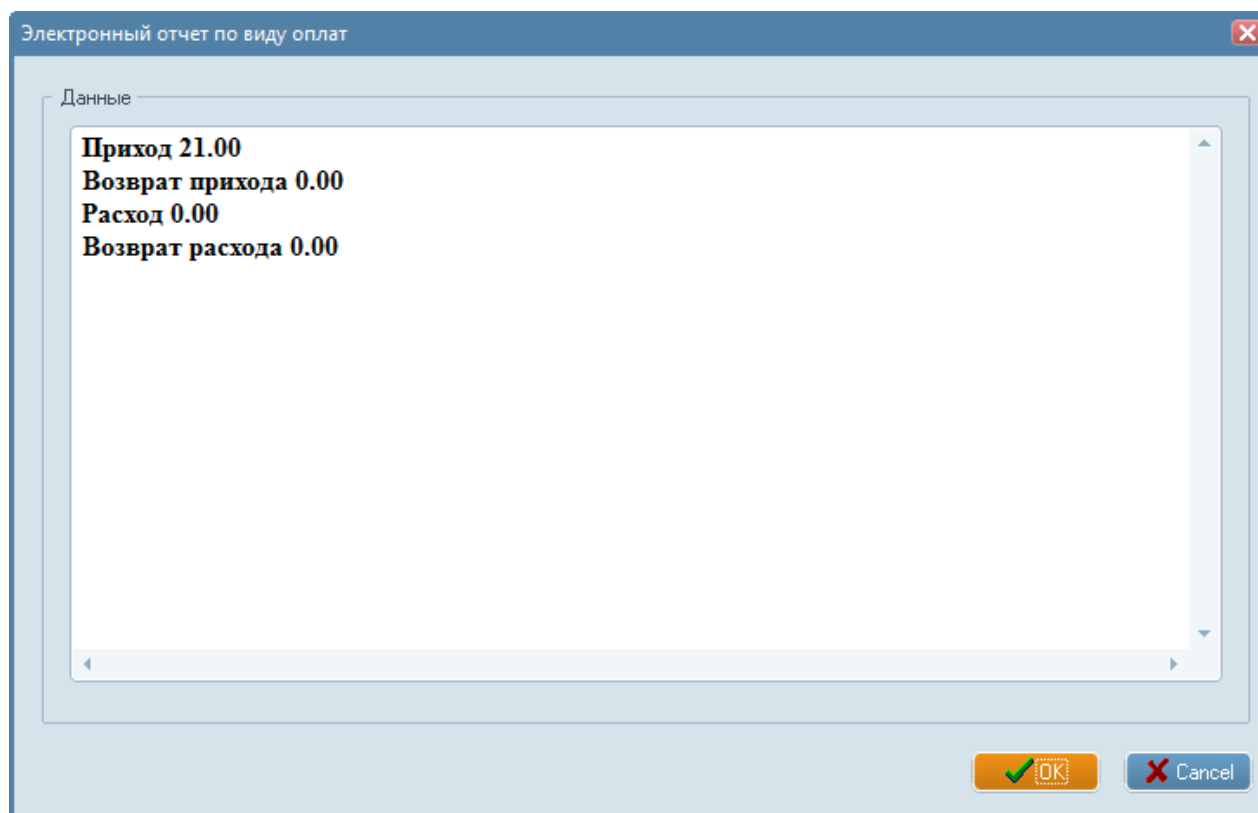 Электронный отчет по виду оплат
Данные
Приход 21.00
Возврат прихода 0.00
Расход 0.00
Возврат расхода 0.00
OK
Cancel